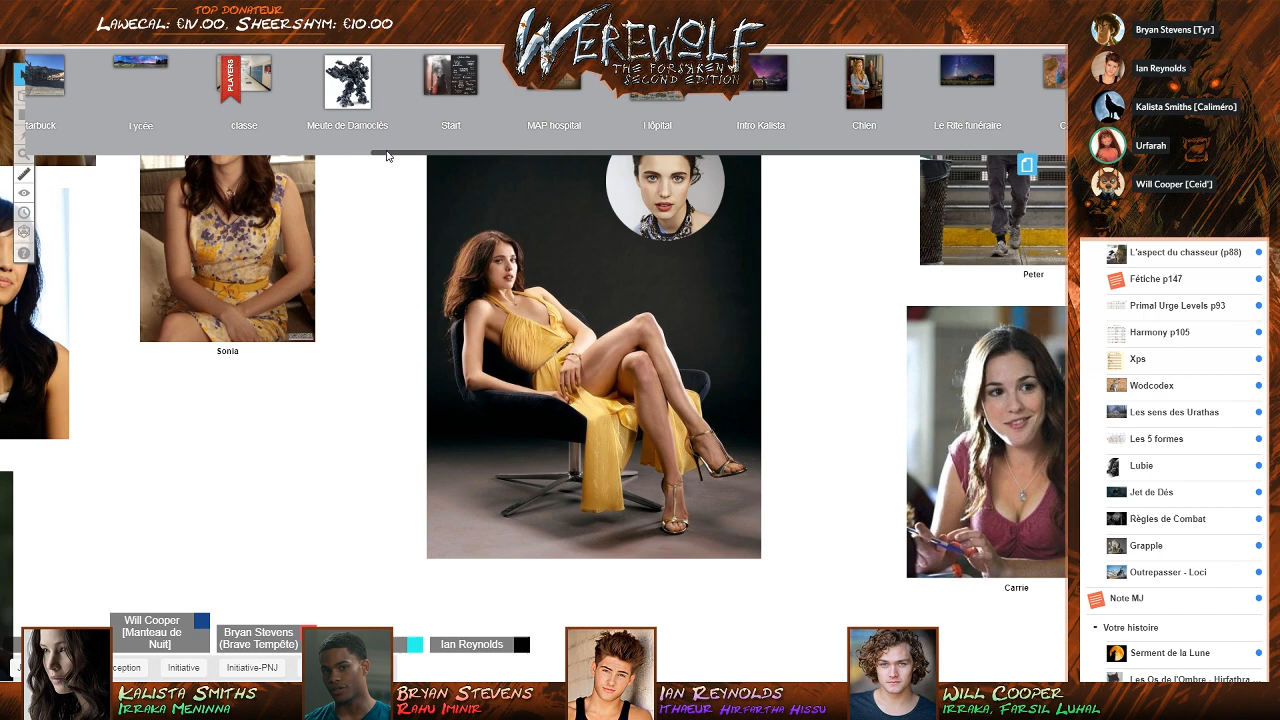 TOP DONATEUR
LAWECAL: €IV.00, SHEERSHYM: €10.00
WEREWOLF
THE FORSAKEN
SECOND EDITION
PLAYERS
tarbuck
Lycée
classe
Meute de Damoclès
Start
MAP hospital
Hôpital
Intro Kalista
Chien
Le Rite funéraire
C
Bryan Stevens [Tyr]
Ian Reynolds
Kalista Smiths [Caliméro]
Urfarah
Will Cooper [Ceid']
Sonia
Peter
Carrie
L'aspect du chasseur (p88)
Fétiche p147
Primal Urge Levels p93
Harmony p105
Xps
Wodcodex
Les sens des Urathas
Les 5 formes
Lubie
Jet de Dés
Règles de Combat
Grapple
Outrepasser - Loci
Note MJ
Votre histoire
Serment de la Lune
Les Os de l'Ombre - Hirfathra
Will Cooper
[Manteau de
Nuit]
Bryan Stevens
(Brave Tempête)
Ian Reynolds
J
ception
Initiative
Initiative-PNJ
KALISTA SMITHS
IRRAKA MENINNA
BRYAN STEVENS
RAHU IMINIR
IAN REYNOLDS
ITHAEUR HIRFARTHA HISSU
WILL COOPER
IRRAKA, FARSIL LUHAL